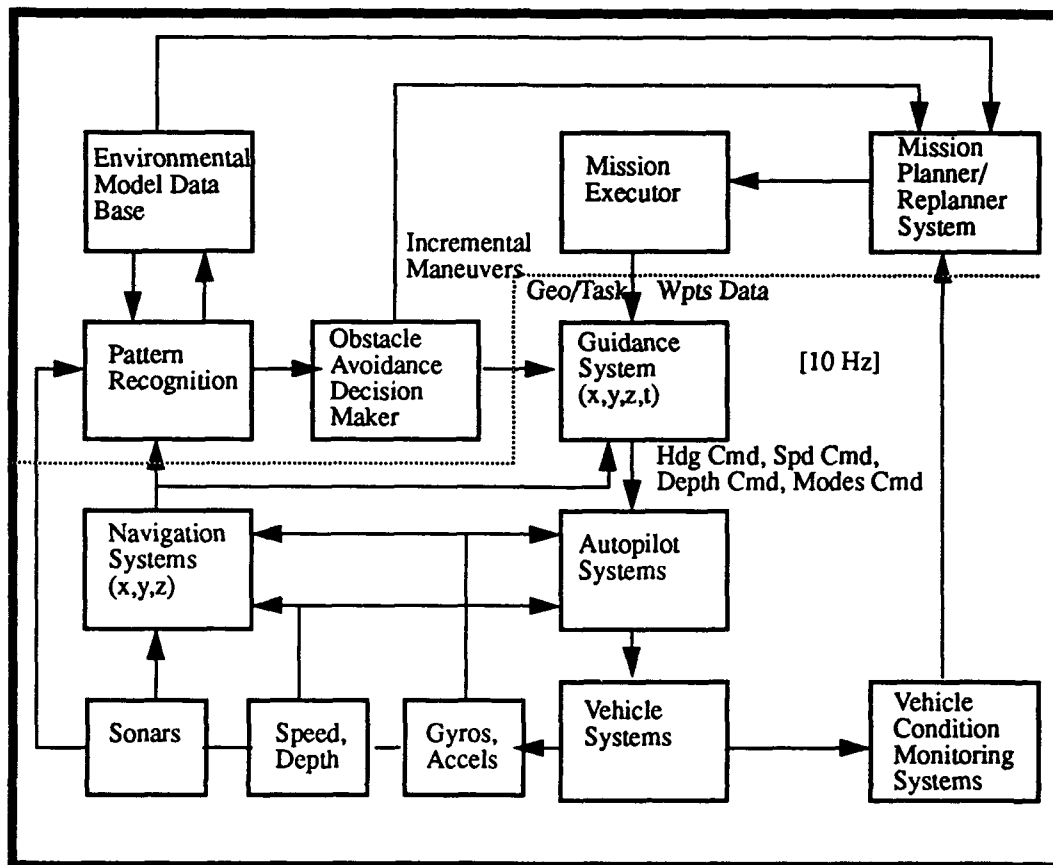 Environmental
Model Data
Base
Mission
Executor
Mission
Planner/
Replanner
System
Incremental
Maneuvers
Geo/Task Wpts Data
Pattern
Recognition
Obstacle
Avoidance
Decision
Maker
Guidance
System
(x,y,z,t)
[10 Hz]
Hdg Cmd, Spd Cmd,
Depth Cmd, Modes Cmd
Navigation
Systems
(x,y,z)
Autopilot
Systems
Sonars
Speed,
Depth
Gyros,
Accels
Vehicle
Systems
Vehicle
Condition
Monitoring
Systems